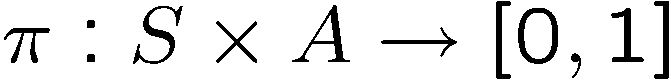 π : S × A → [0, 1]